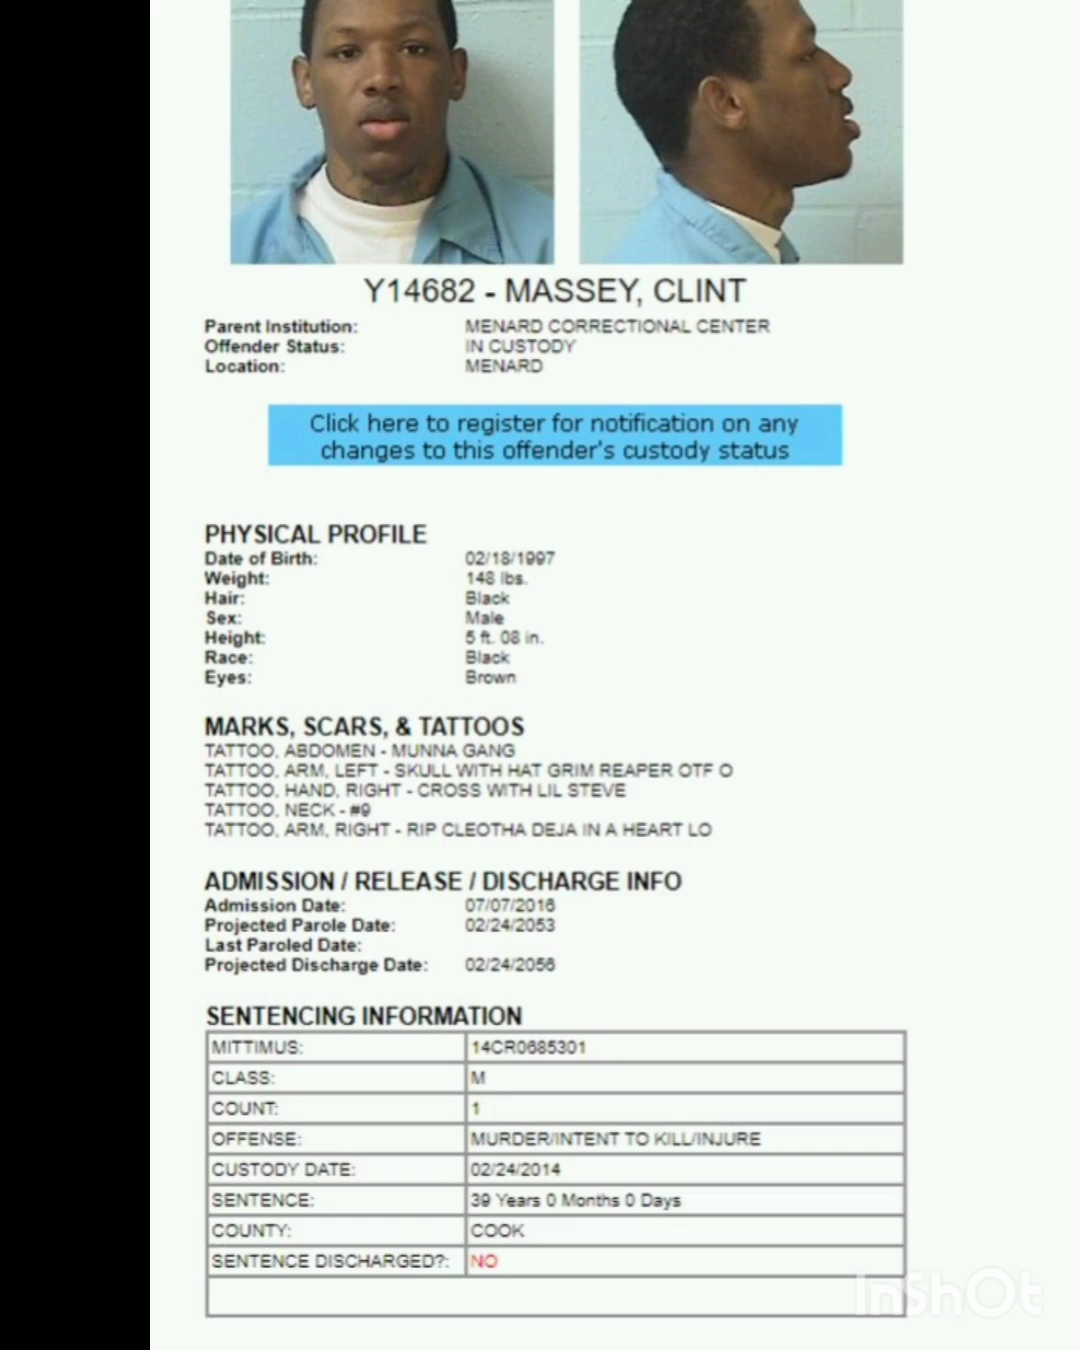 Y14682 - MASSEY, CLINT
Parent Institution: MENARD CORRECTIONAL CENTER
Offender Status: IN CUSTODY
Location: MENARD
Click here to register for notification on any
changes to this offender's custody status
PHYSICAL PROFILE
Date of Birth: 02/18/1997
Weight: 148 lbs.
Hair: Black
Sex: Male
Height: 5 ft. 08 in.
Race: Black
Eyes: Brown
MARKS, SCARS, & TATTOOS
TATTOO, ABDOMEN - MUNNA GANG
TATTOO, ARM, LEFT - SKULL WITH HAT GRIM REAPER OTF O
TATTOO, HAND, RIGHT - CROSS WITH LIL STEVE
TATTOO, NECK - #9
TATTOO, ARM, RIGHT - RIP CLEOTHA DEJA IN A HEART LO
ADMISSION / RELEASE / DISCHARGE INFO
Admission Date: 07/07/2016
Projected Parole Date: 02/24/2053
Last Paroled Date:
Projected Discharge Date: 02/24/2056
SENTENCING INFORMATION
MITTIMUS: 14CR0685301
CLASS: M
COUNT: 1
OFFENSE: MURDER/INTENT TO KILL/INJURE
CUSTODY DATE: 02/24/2014
SENTENCE: 39 Years 0 Months 0 Days
COUNTY: COOK
SENTENCE DISCHARGED?: NO
InShOt